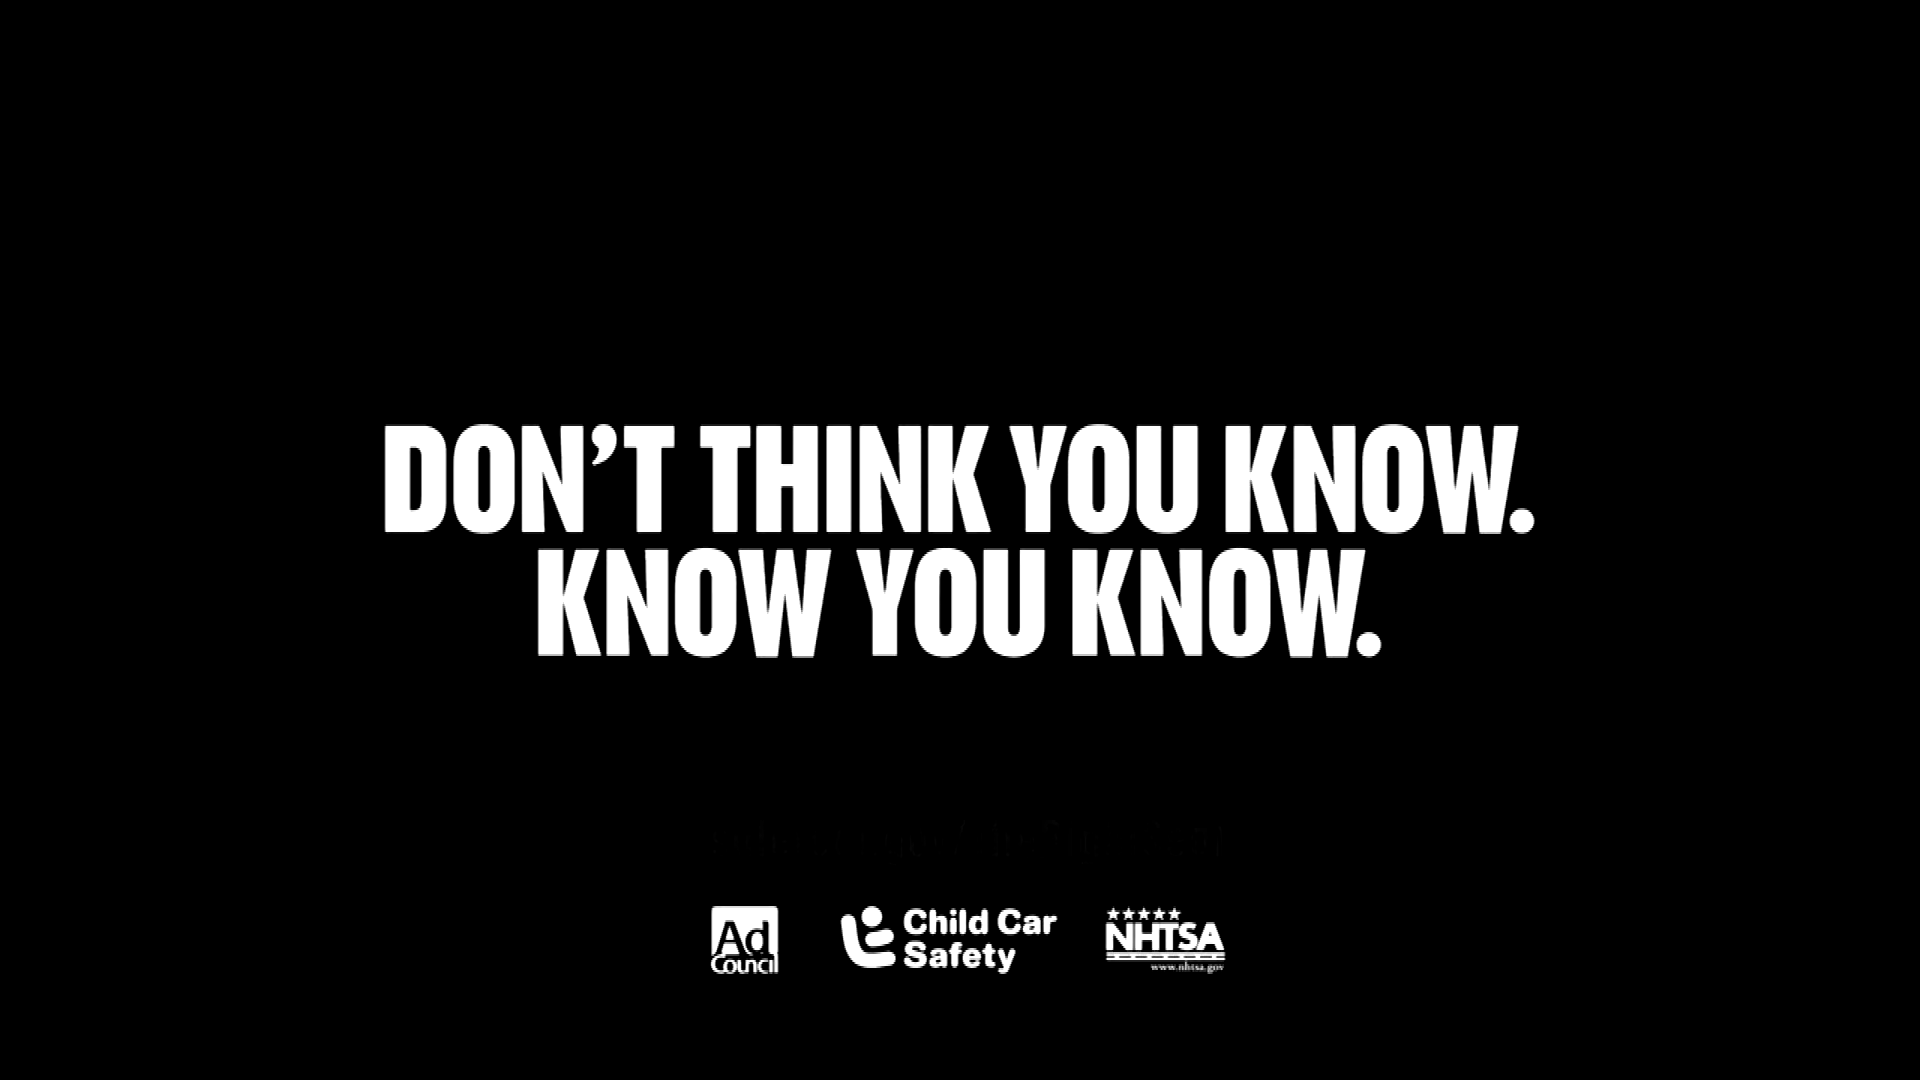 DON’T THINK YOU KNOW.
KNOW YOU KNOW.
Ad Council
Child Car Safety
NHTSA
www.nhtsa.gov